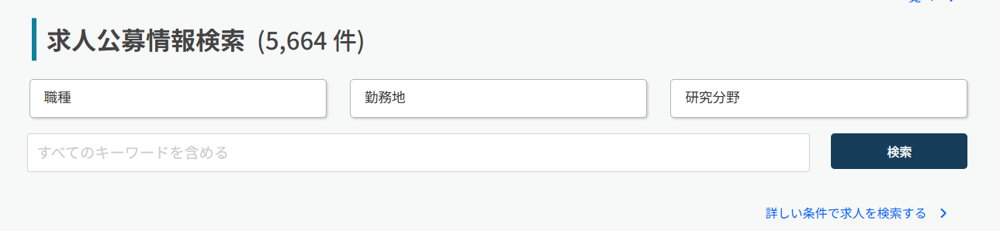 求人公募情報検索 (5,664 件)
職種 勤務地 研究分野
すべてのキーワードを含める 検索
詳しい条件で求人を検索する